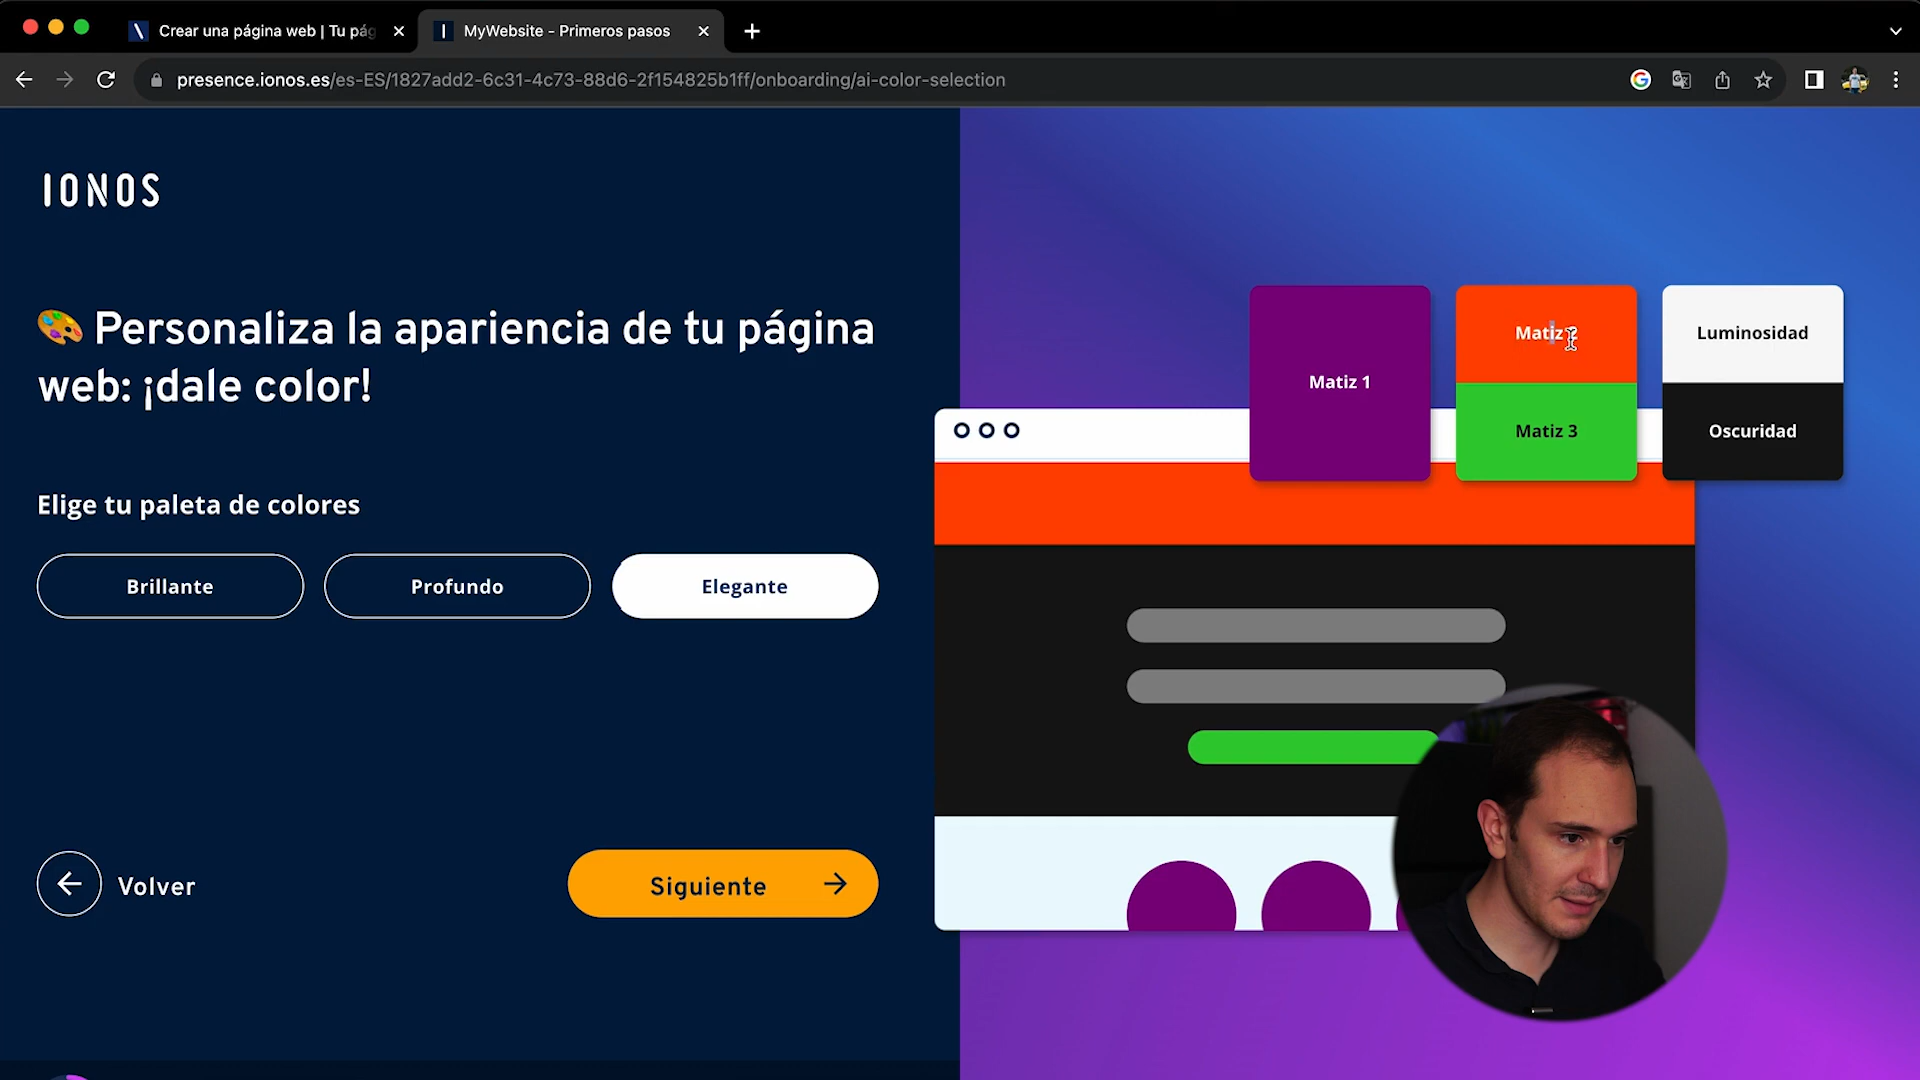 Crear una página web | Tu pág
MyWebsite - Primeros pasos
presence.ionos.es/es-ES/1827add2-6c31-4c73-88d6-2f154825b1ff/onboarding/ai-color-selection
IONOS
Personaliza la apariencia de tu página
web: ¡dale color!
Elige tu paleta de colores
Brillante
Profundo
Elegante
Volver
Siguiente
Matiz 1
Matiz 2
Matiz 3
Luminosidad
Oscuridad